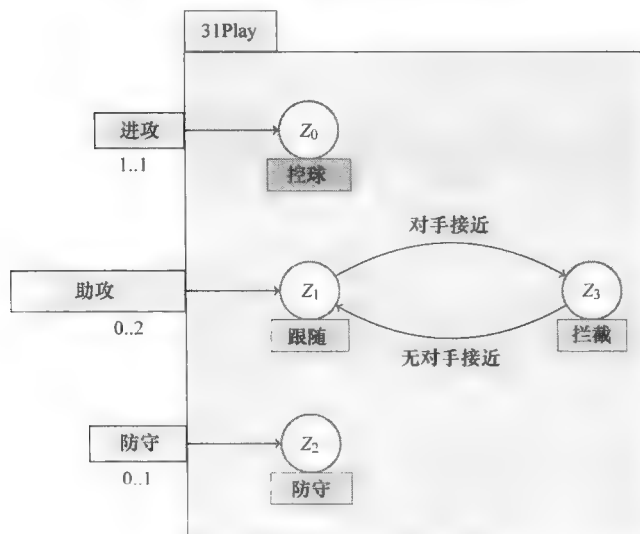 31Play
进攻
1..1
Z0
控球
对手接近
助攻
0..2
Z1
跟随
Z3
拦截
无对手接近
防守
0..1
Z2
防守